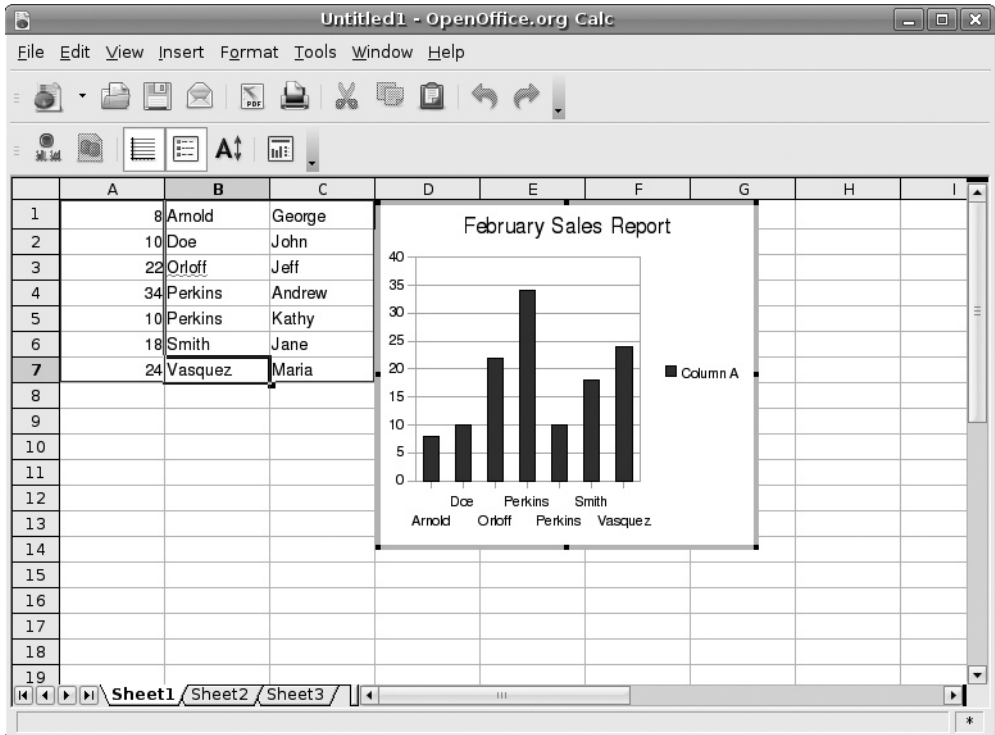 Untitled1 - OpenOffice.org Calc
File Edit View Insert Format Tools Window Help
PDF
A
A B C D E F G H I
1 8 Arnold George
2 10 Doe John
3 22 Orloff Jeff
4 34 Perkins Andrew
5 10 Perkins Kathy
6 18 Smith Jane
7 24 Vasquez Maria
8
9
10
11
12
13
14
15
16
17
18
19
February Sales Report
40
35
30
25
20
15
10
5
0
Column A
Doe Perkins Smith
Arnold Orloff Perkins Vasquez
Sheet1 Sheet2 Sheet3
*